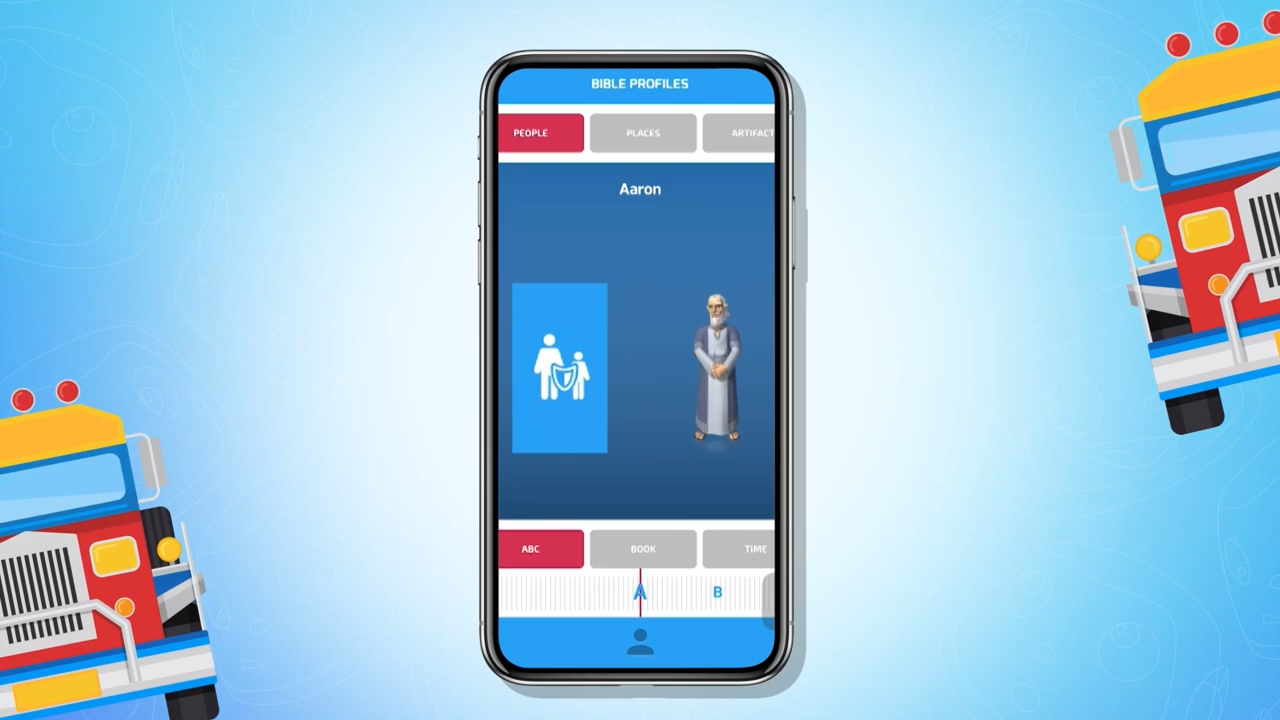 BIBLE PROFILES
PEOPLE
PLACES
ARTIFACT
Aaron
ABC
BOOK
TIME
A
B